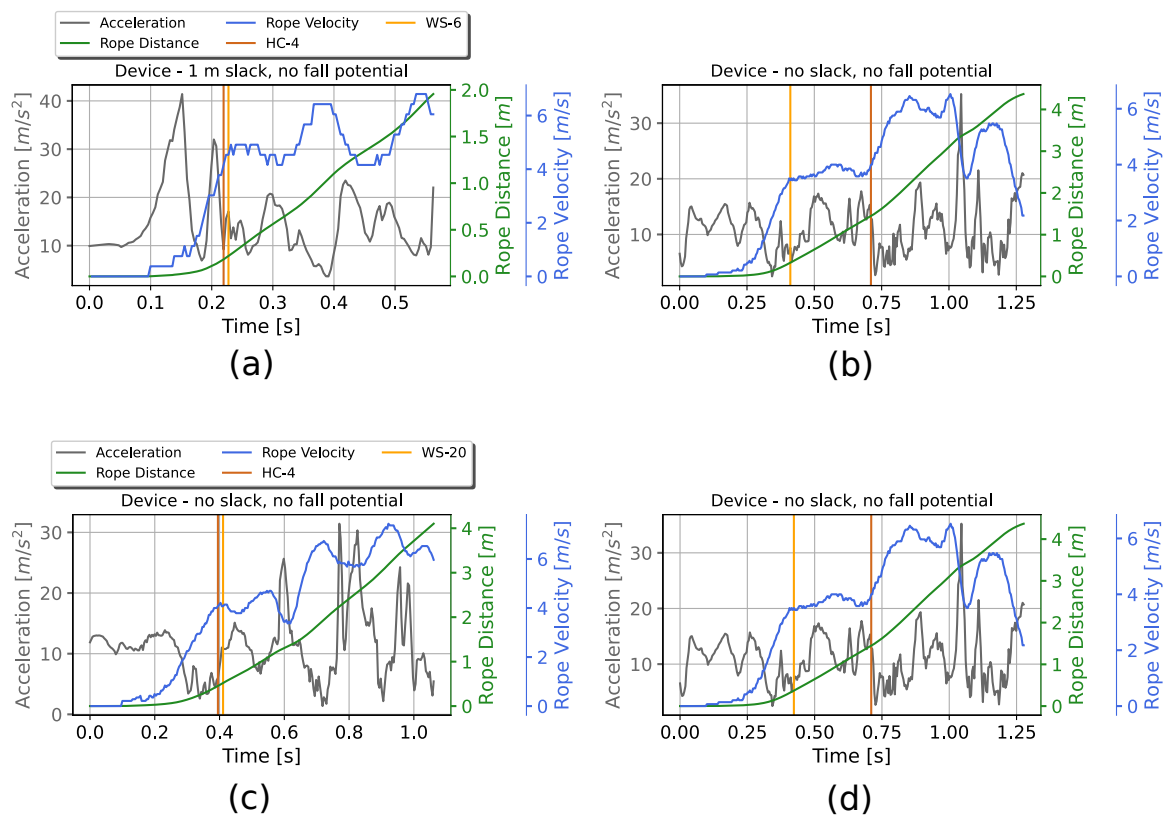 Acceleration Rope Velocity WS-6
Rope Distance HC-4
Device - 1 m slack, no fall potential
Acceleration [m/s²]
40
30
20
10
0.0 0.1 0.2 0.3 0.4 0.5
Time [s]
2.0
1.5
1.0
0.5
0.0
Rope Distance [m]
6
4
2
0
Rope Velocity [m/s]
(a)
Device - no slack, no fall potential
Acceleration [m/s²]
30
20
10
0.00 0.25 0.50 0.75 1.00 1.25
Time [s]
4
3
2
1
0
Rope Distance [m]
6
4
2
0
Rope Velocity [m/s]
(b)
Acceleration Rope Velocity WS-20
Rope Distance HC-4
Device - no slack, no fall potential
Acceleration [m/s²]
30
20
10
0
0.0 0.2 0.4 0.6 0.8 1.0
Time [s]
4
3
2
1
0
Rope Distance [m]
6
4
2
0
Rope Velocity [m/s]
(c)
Device - no slack, no fall potential
Acceleration [m/s²]
30
20
10
0.00 0.25 0.50 0.75 1.00 1.25
Time [s]
4
3
2
1
0
Rope Distance [m]
6
4
2
0
Rope Velocity [m/s]
(d)